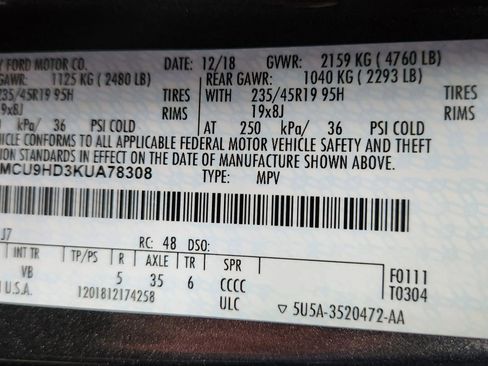 Y FORD MOTOR CO. DATE: 12/18 GVWR: 2159 KG ( 4760 LB)
GAWR: 1125 KG ( 2480 LB) REAR GAWR: 1040 KG ( 2293 LB)
235/45R19 95H TIRES WITH 235/45R19 95H TIRES
19x8J RIMS 19x8J RIMS
kPa/ 36 PSI COLD AT 250 kPa/ 36 PSI COLD
VEHICLE CONFORMS TO ALL APPLICABLE FEDERAL MOTOR VEHICLE SAFETY AND THEFT
PREVENTION STANDARDS IN EFFECT ON THE DATE OF MANUFACTURE SHOWN ABOVE.
MCU9HD3KUA78308 TYPE: MPV
J7 RC: 48 DSO:
INT TR TP/PS R AXLE TR SPR F0111
VB 5 35 6 CCCC T0304
U.S.A. 1201812174258 ULC ▽ 5U5A-3520472-AA